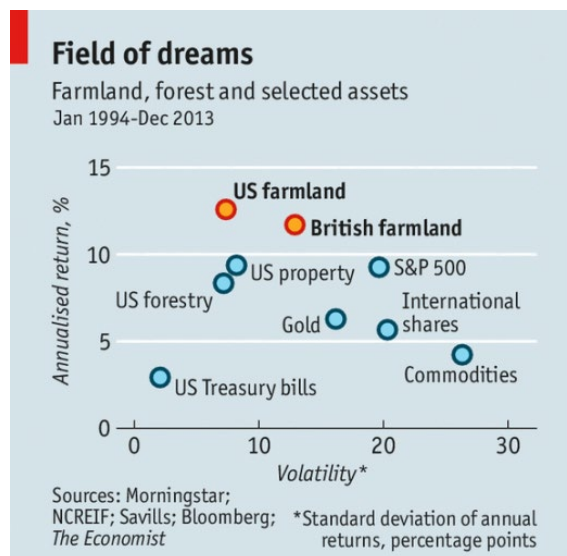 Field of dreams
Farmland, forest and selected assets
Jan 1994-Dec 2013
Annualised return, %
15
10
5
0
US farmland
British farmland
US property
S&P 500
US forestry
International
shares
Gold
Commodities
US Treasury bills
0
10
20
30
Volatility*
Sources: Morningstar;
NCREIF; Savills; Bloomberg;
The Economist
*Standard deviation of annual
returns, percentage points